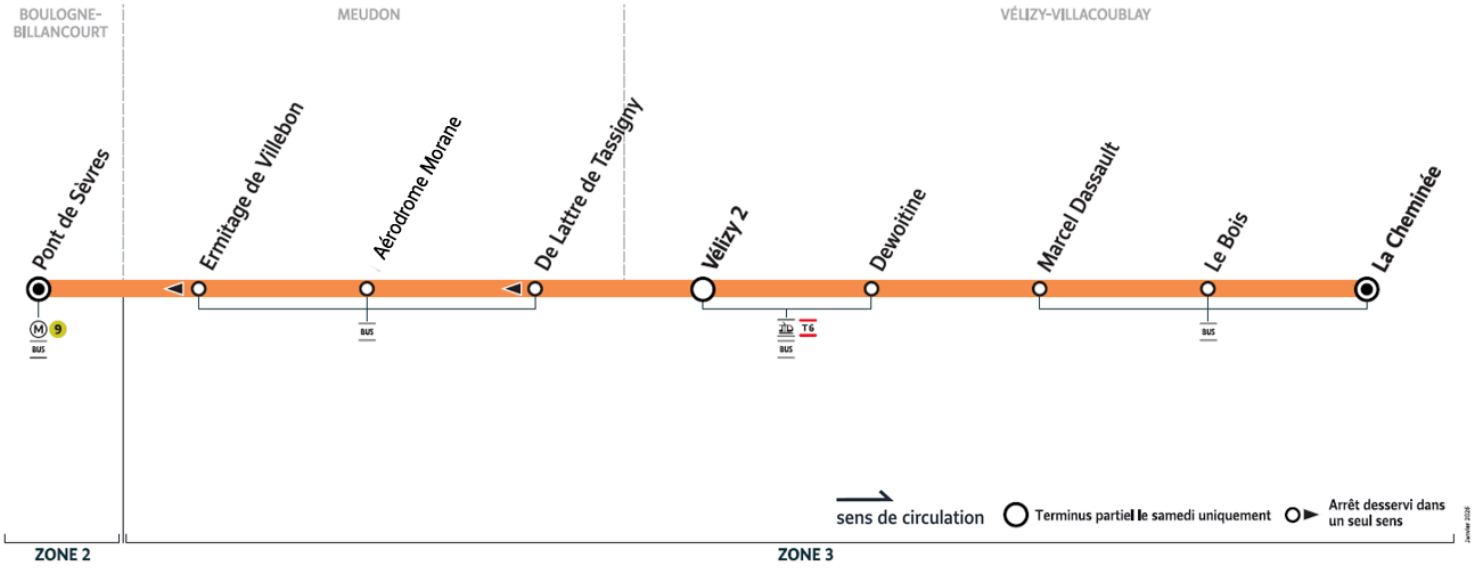 BOULOGNE-
BILLANCOURT
MEUDON
VÉLIZY-VILLACOUBLAY
Pont de Sèvres
Ermitage de Villebon
Aérodrome Morane
De Lattre de Tassigny
Vélizy 2
Dewoitine
Marcel Dassault
Le Bois
La Cheminée
M 9
BUS
BUS
T6
BUS
BUS
sens de circulation
Terminus partiel le samedi uniquement
Arrêt desservi dans
un seul sens
Janvier 2026
ZONE 2
ZONE 3